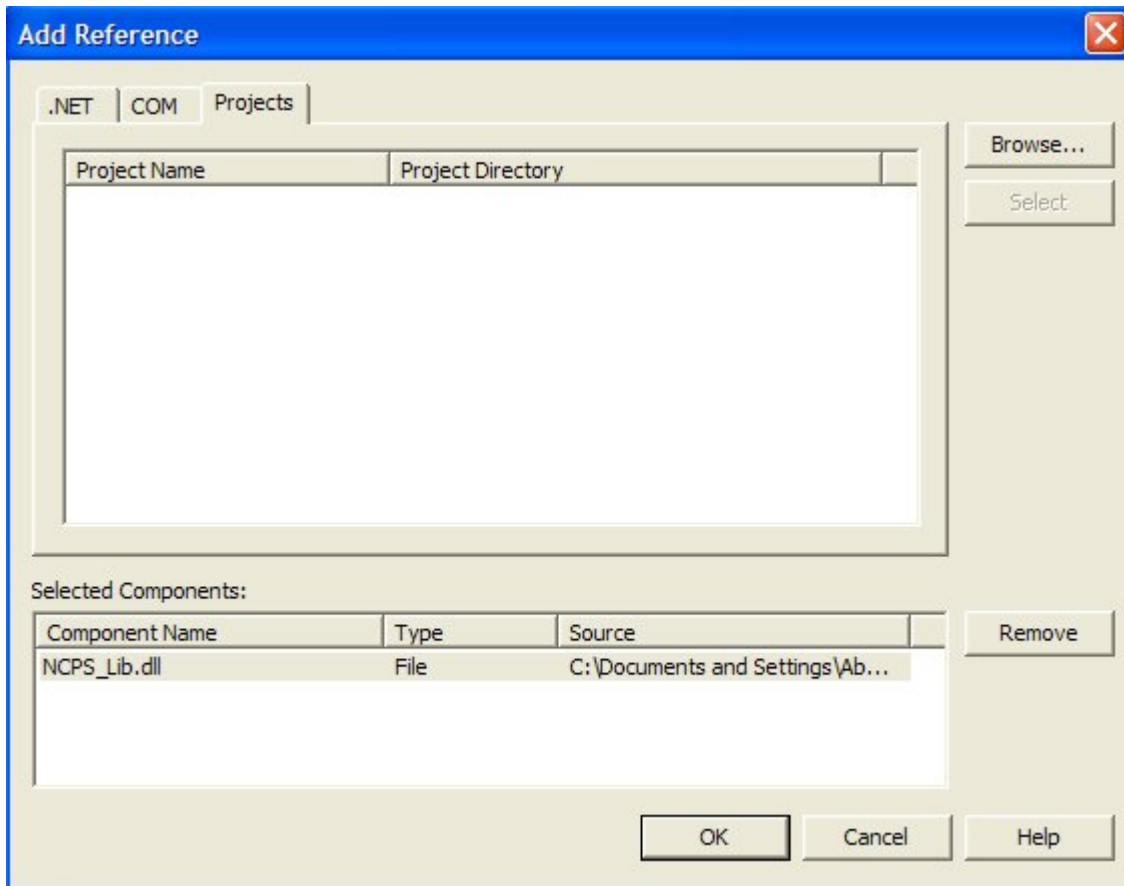 Add Reference
.NET COM Projects
Browse...
Project Name Project Directory
Select
Selected Components:
Component Name Type Source
Remove
NCPS_Lib.dll File C:\Documents and Settings\Ab...
OK Cancel Help